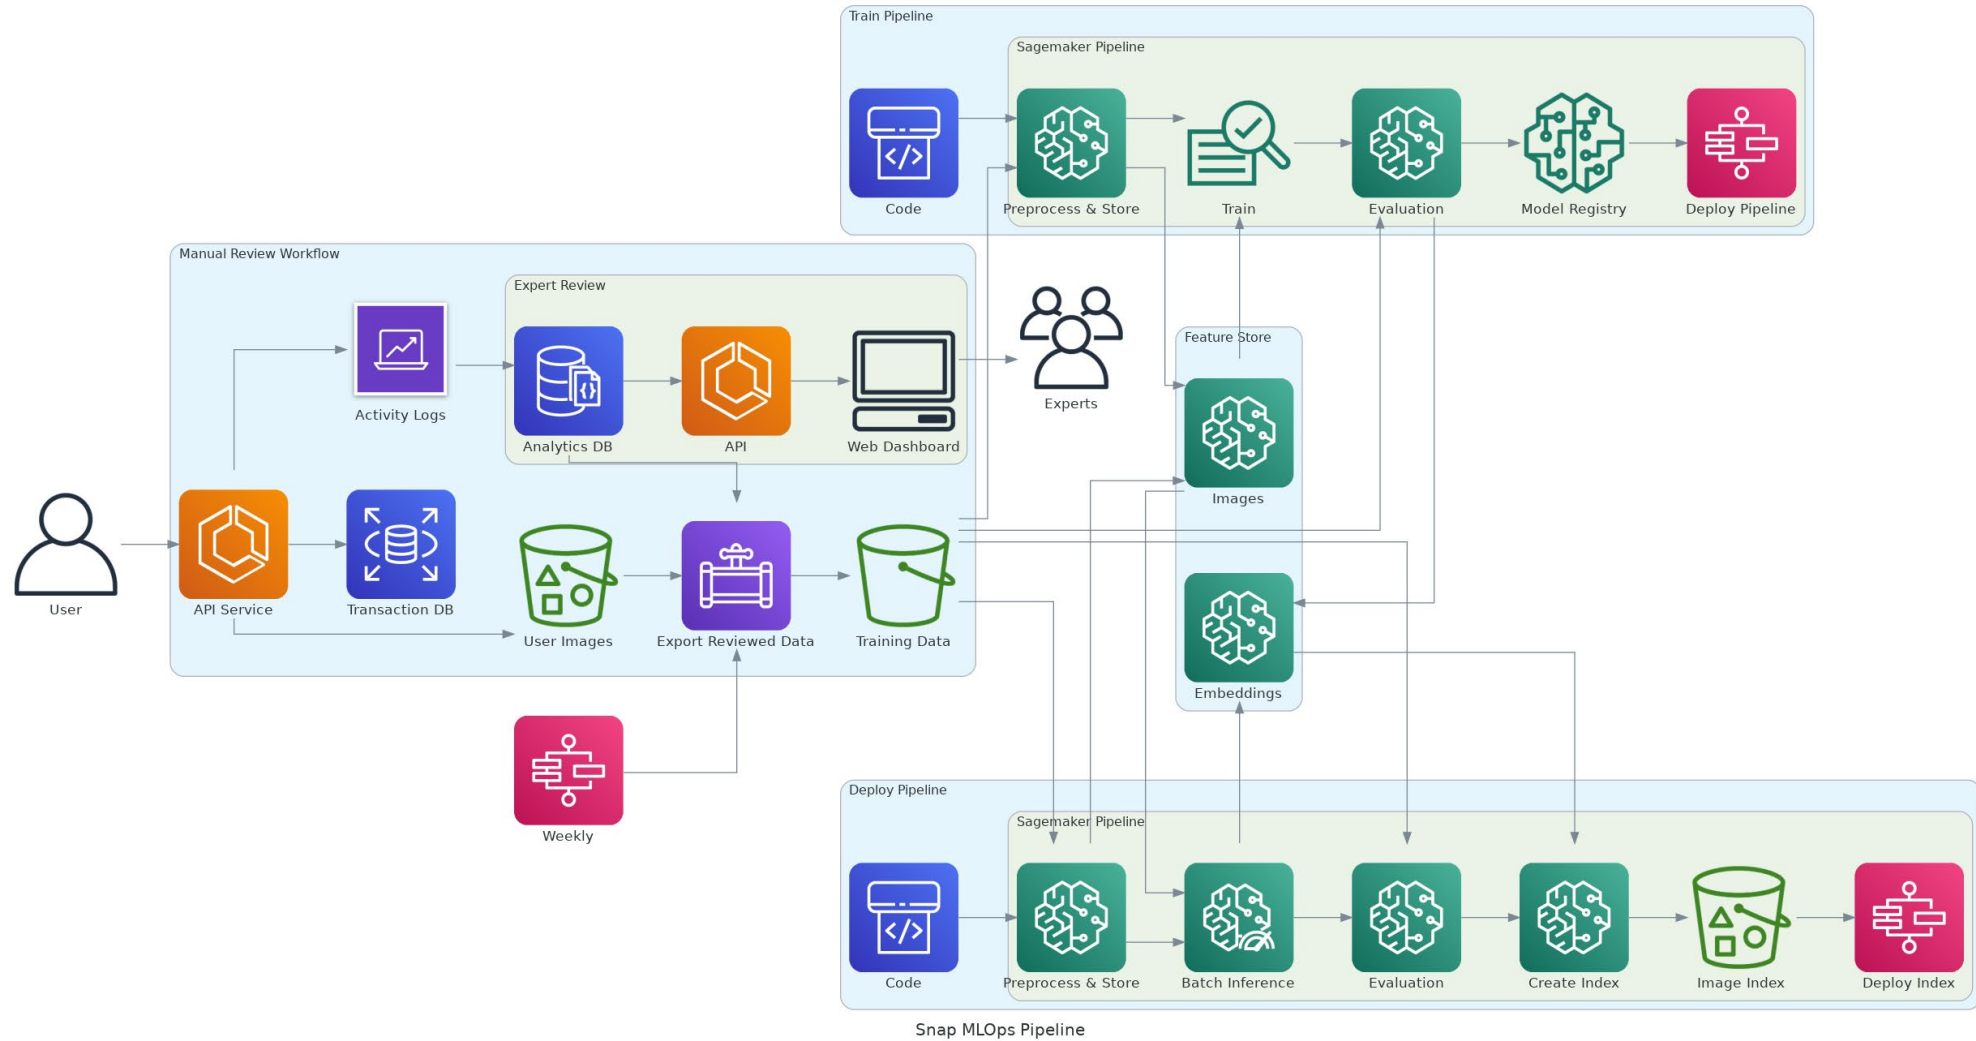 Train Pipeline
Sagemaker Pipeline
Code
Preprocess & Store
Train
Evaluation
Model Registry
Deploy Pipeline
Manual Review Workflow
Expert Review
Activity Logs
Analytics DB
API
Web Dashboard
Experts
User
API Service
Transaction DB
User Images
Export Reviewed Data
Training Data
Weekly
Feature Store
Images
Embeddings
Deploy Pipeline
Sagemaker Pipeline
Code
Preprocess & Store
Batch Inference
Evaluation
Create Index
Image Index
Deploy Index
Snap MLOps Pipeline